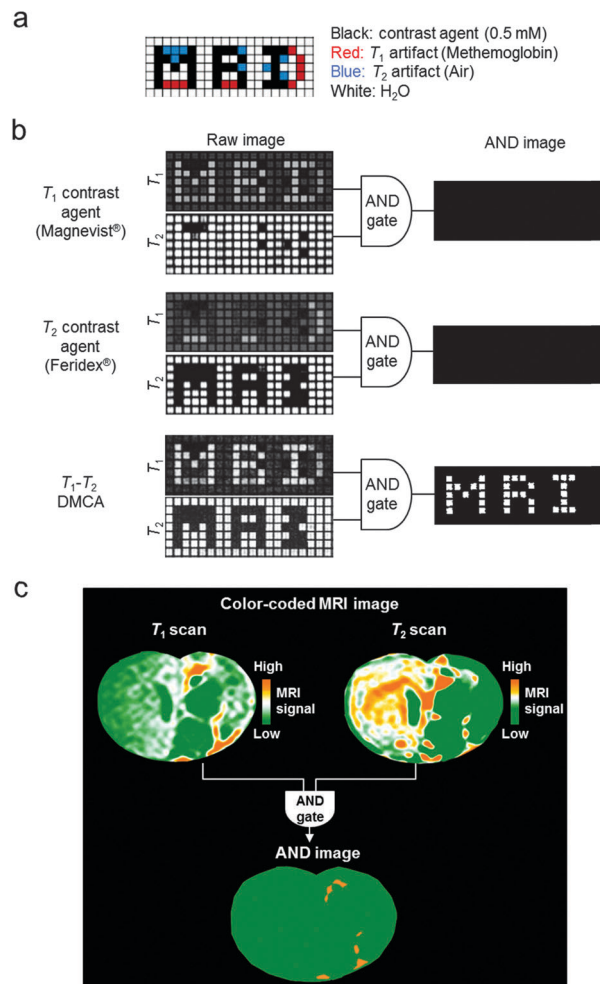 a
Black: contrast agent (0.5 mM)
Red: T₁ artifact (Methemoglobin)
Blue: T₂ artifact (Air)
White: H₂O
b
Raw image
AND image
T₁ contrast
agent
(Magnevist®)
T₁
T₂
AND
gate
T₂ contrast
agent
(Feridex®)
T₁
T₂
AND
gate
T₁-T₂
DMCA
T₁
T₂
AND
gate
MRI
c
Color-coded MRI image
T₁ scan
T₂ scan
High
MRI
signal
Low
High
MRI
signal
Low
AND
gate
AND image